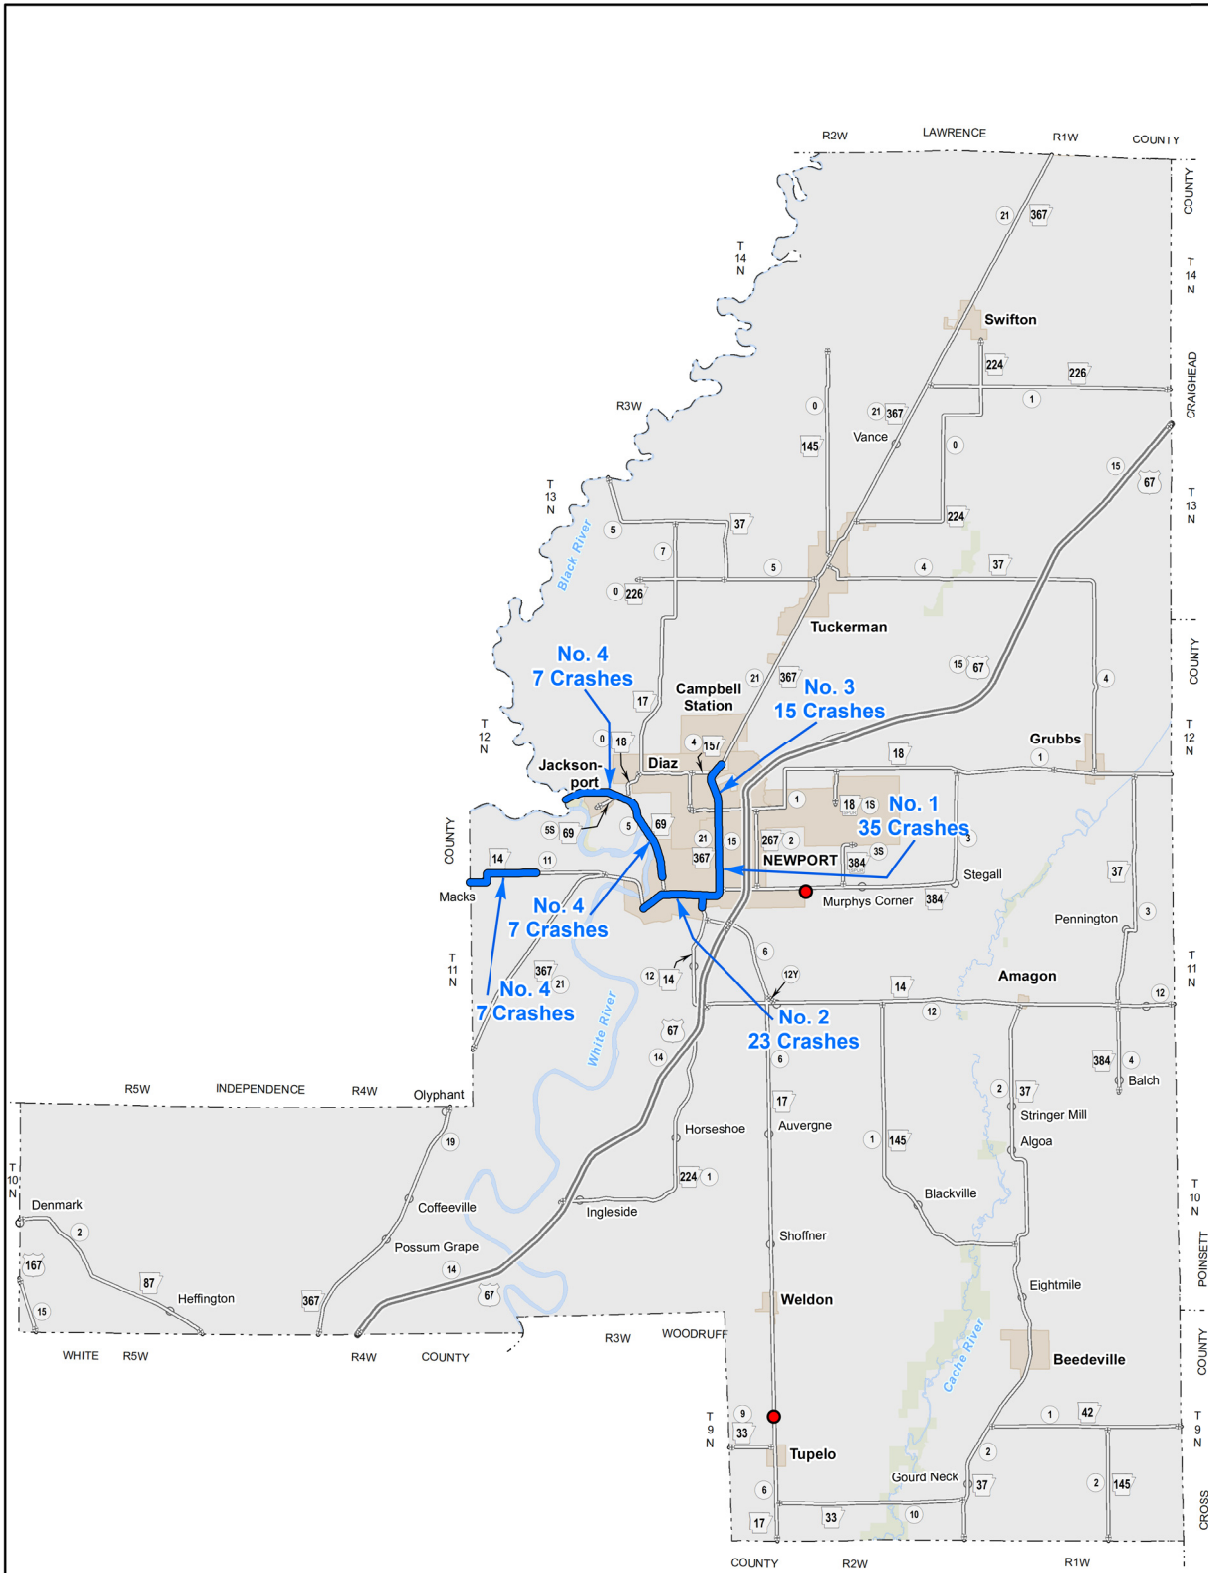 R2W
LAWRENCE
R1W
COUNTY
COUNTY
T
14
N
T
14
N
21
367
Swifton
224
226
1
CRAIGHEAD
R3W
0
21
367
145
Vance
0
15
67
T
13
N
T
13
N
5
37
224
Black River
7
5
4
37
0
226
Tuckerman
No. 4
7 Crashes
21
367
15
67
COUNTY
Campbell
Station
No. 3
15 Crashes
17
4
T
12
N
T
12
N
0
18
4
157
Grubbs
18
1
Jackson-
port
Diaz
5S
69
5
69
1
18
SPUR
1S
No. 1
35 Crashes
COUNTY
21
15
367
267
2
3S
3
14
11
NEWPORT
384
SPUR
Stegall
37
Macks
Murphys Corner
384
No. 4
7 Crashes
Pennington
3
6
T
11
N
T
11
N
367
21
12
14
12Y
Amagon
No. 4
7 Crashes
14
12
12
White River
67
No. 2
23 Crashes
14
6
384
4
Balch
R5W
INDEPENDENCE
R4W
Olyphant
17
2
37
Stringer Mill
19
Horseshoe
Auvergne
1
145
Algoa
T
10
N
T
10
N
224
1
Denmark
Coffeeville
Ingleside
Blackville
2
Possum Grape
Shoffner
167
87
14
POINSETT
Heffington
367
67
Eightmile
15
Weldon
R3W
WOODRUFF
WHITE
R5W
R4W
COUNTY
Cache River
Beedeville
COUNTY
9
33
1
42
T
9
N
T
9
N
Tupelo
2
Gourd Neck
37
2
145
6
17
33
10
CROSS
COUNTY
R2W
R1W